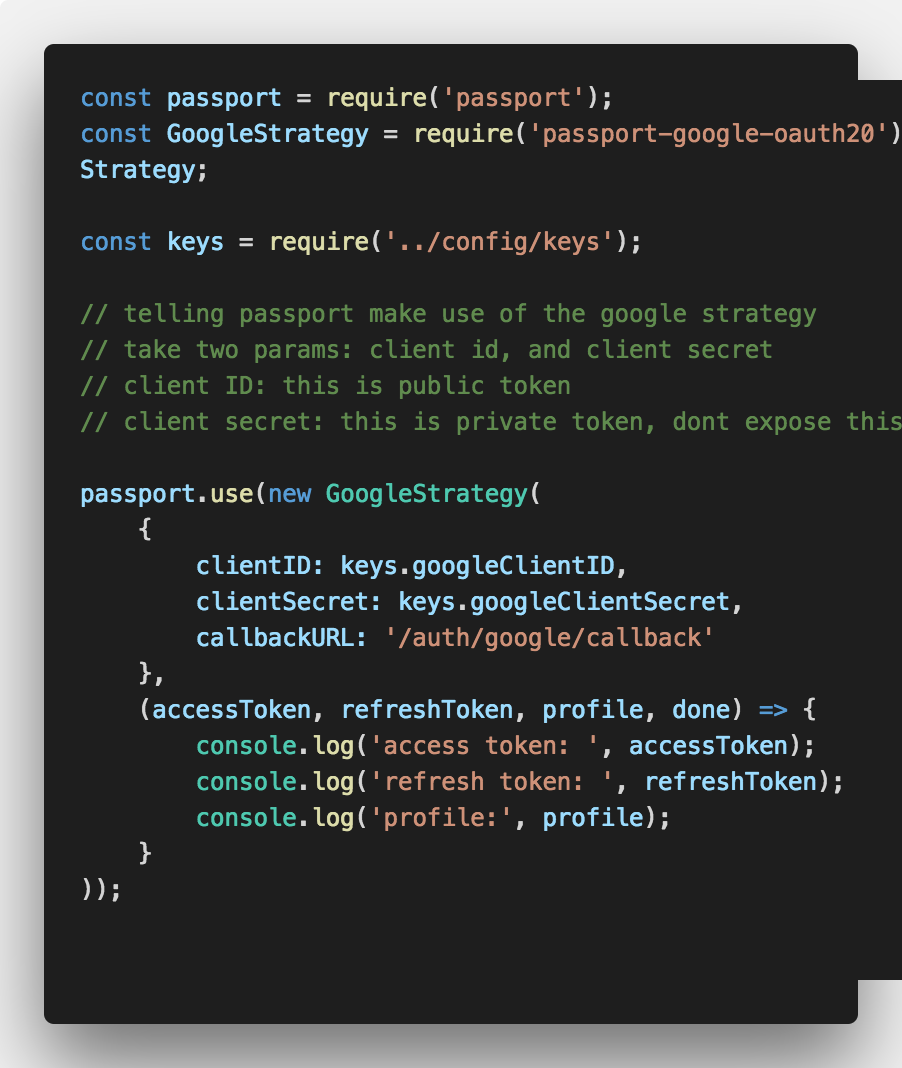 const passport = require('passport');
const GoogleStrategy = require('passport-google-oauth20')
Strategy;
const keys = require('../config/keys');
// telling passport make use of the google strategy
// take two params: client id, and client secret
// client ID: this is public token
// client secret: this is private token, dont expose this
passport.use(new GoogleStrategy(
    {
        clientID: keys.googleClientID,
        clientSecret: keys.googleClientSecret,
        callbackURL: '/auth/google/callback'
    },
    (accessToken, refreshToken, profile, done) => {
        console.log('access token: ', accessToken);
        console.log('refresh token: ', refreshToken);
        console.log('profile:', profile);
    }
));